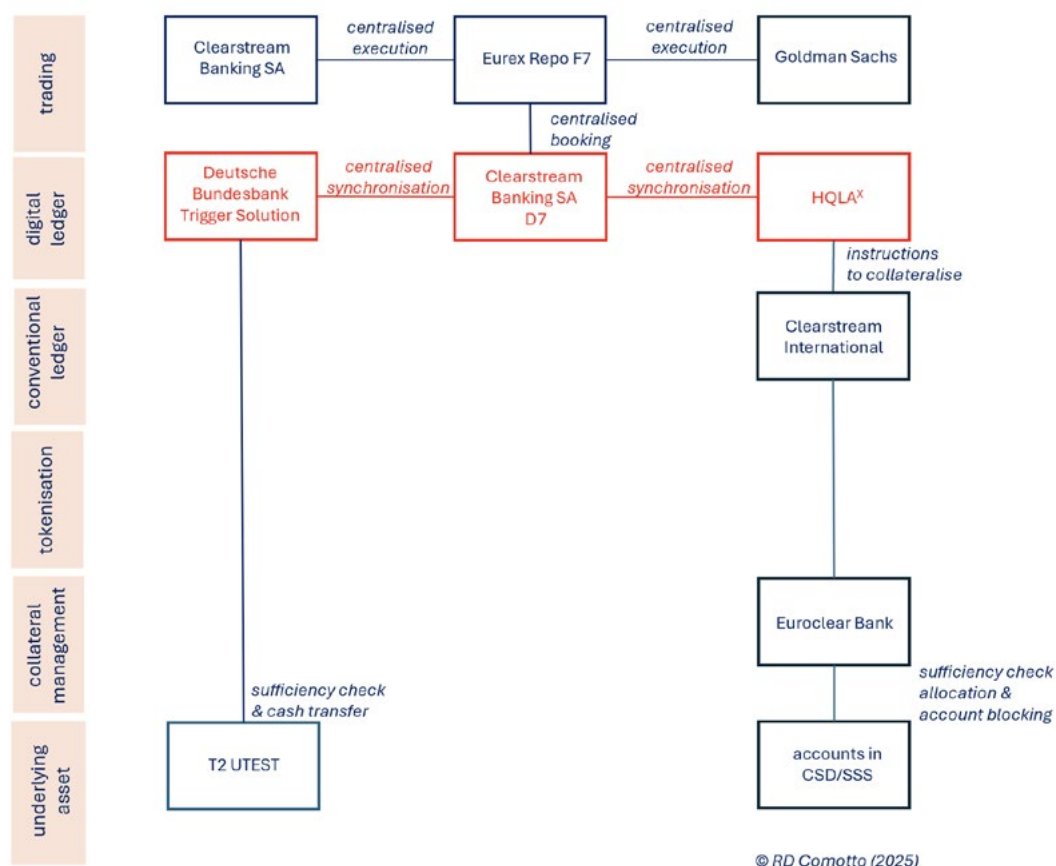 trading
Clearstream
Banking SA
centralised
execution
Eurex Repo F7
centralised
execution
Goldman Sachs
centralised
booking
digital
ledger
Deutsche
Bundesbank
Trigger Solution
centralised
synchronisation
Clearstream
Banking SA
D7
centralised
synchronisation
HQLAˣ
instructions
to collateralise
conventional
ledger
Clearstream
International
tokenisation
collateral
management
Euroclear Bank
sufficiency check
& cash transfer
sufficiency check
allocation &
account blocking
underlying
asset
T2 UTEST
accounts in
CSD/SSS
© RD Comotto (2025)